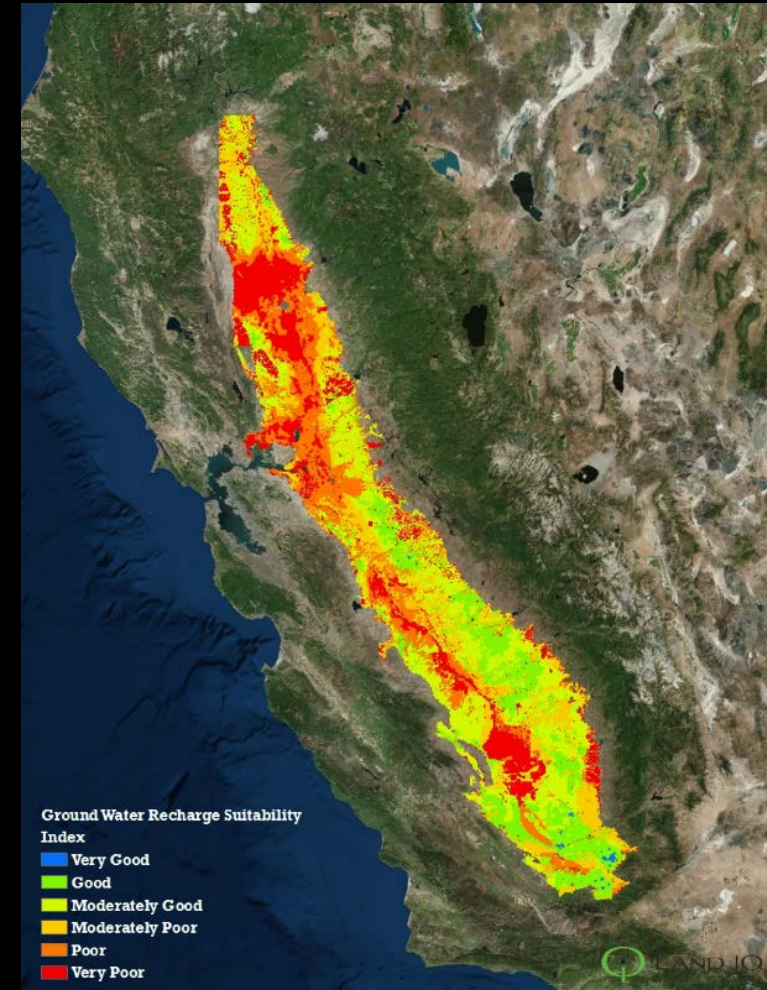 Ground Water Recharge Suitability
Index
Very Good
Good
Moderately Good
Moderately Poor
Poor
Very Poor
LAND IQ